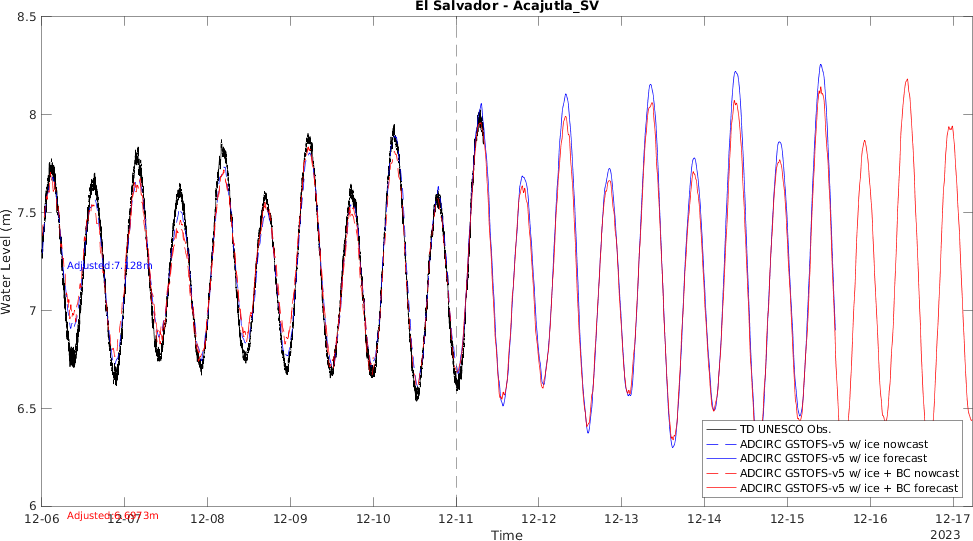 El Salvador - Acajutla_SV
8.5
8
7.5
7
6.5
6
Water Level (m)
Adjusted:7.128m
Adjusted:6.6973m
TD UNESCO Obs.
ADCIRC GSTOFS-v5 w/ ice nowcast
ADCIRC GSTOFS-v5 w/ ice forecast
ADCIRC GSTOFS-v5 w/ ice + BC nowcast
ADCIRC GSTOFS-v5 w/ ice + BC forecast
12-06 12-07 12-08 12-09 12-10 12-11 12-12 12-13 12-14 12-15 12-16 12-17
Time
2023